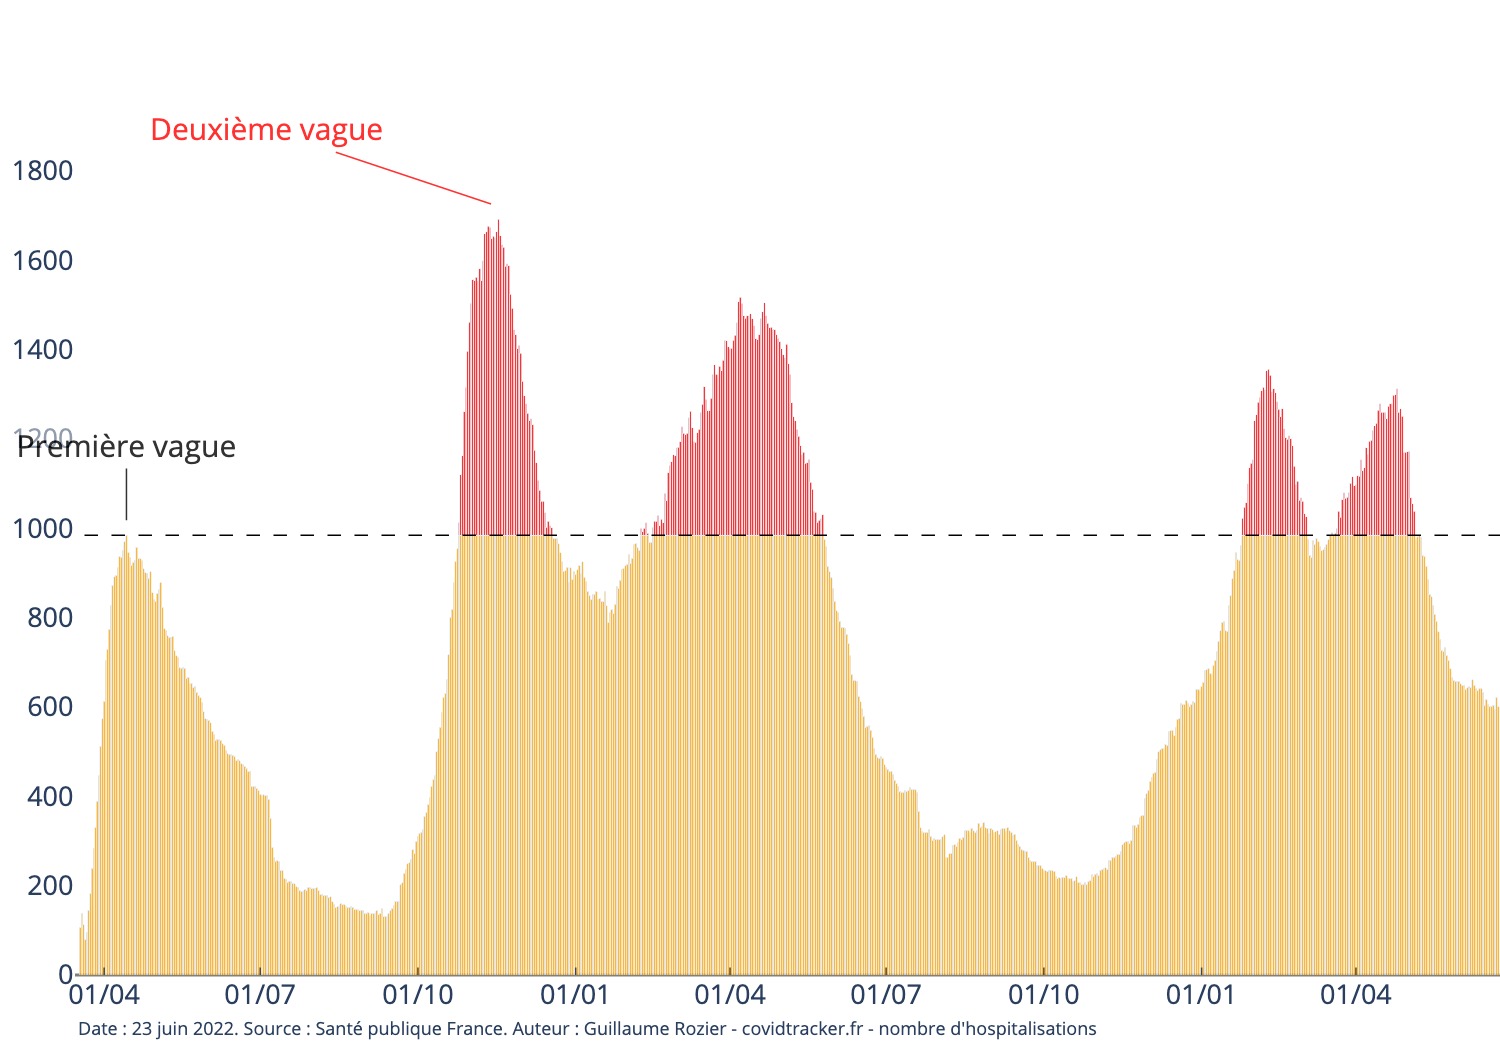 Deuxième vague
1800
1600
1400
1200
Première vague
1000
800
600
400
200
0
01/04 01/07 01/10 01/01 01/04 01/07 01/10 01/01 01/04
Date : 23 juin 2022. Source : Santé publique France. Auteur : Guillaume Rozier - covidtracker.fr - nombre d'hospitalisations